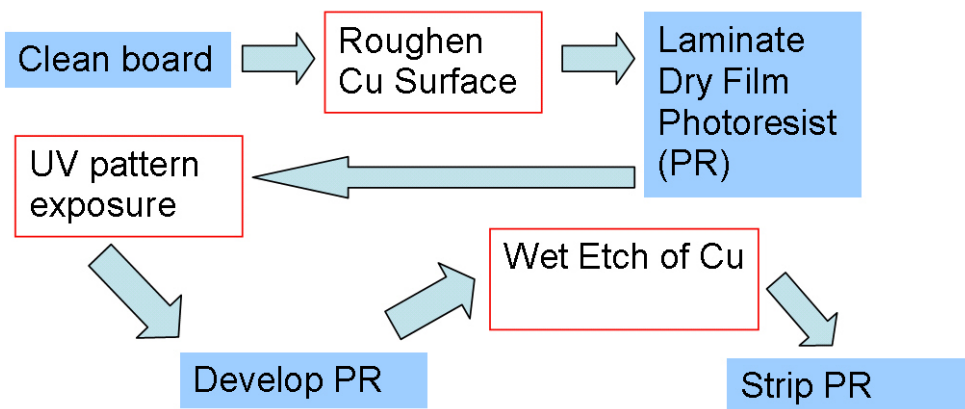 Clean board
Roughen
Cu Surface
Laminate
Dry Film
Photoresist
(PR)
UV pattern
exposure
Develop PR
Wet Etch of Cu
Strip PR